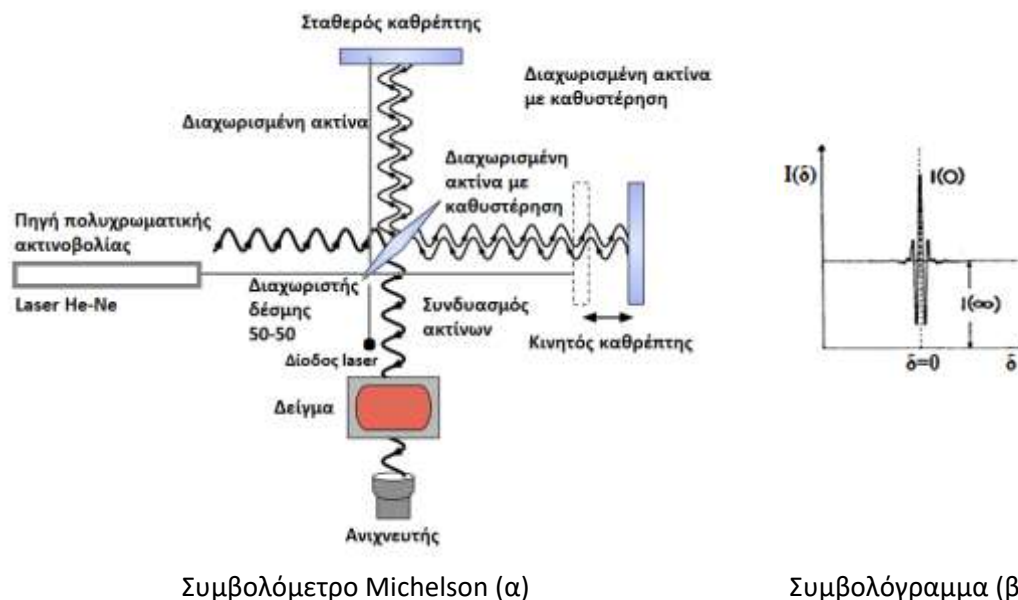 Σταθερός καθρέπτης
Διαχωρισμένη ακτίνα
με καθυστέρηση
Διαχωρισμένη ακτίνα
Διαχωρισμένη
ακτίνα με
καθυστέρηση
Πηγή πολυχρωματικής
ακτινοβολίας
Laser He-Ne
Διαχωριστής
δέσμης
50-50
Συνδυασμός
ακτίνων
Κινητός καθρέπτης
Δίοδος laser
Δείγμα
Ανιχνευτής
I(δ)
I(0)
I(∞)
δ=0
δ
Συμβολόμετρο Michelson (α)
Συμβολόγραμμα (β